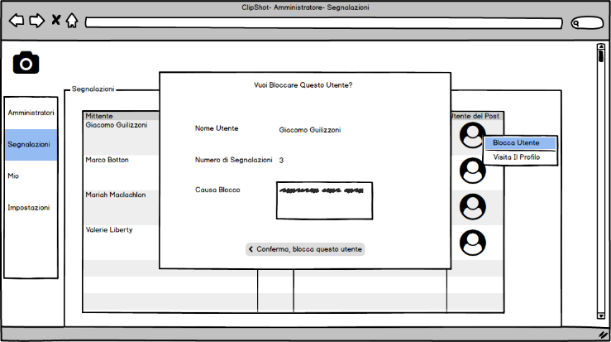 ClipShot- Amministratore- Segnalazioni
Segnalazioni
Vuoi Bloccare Questo Utente?
Amministratori
Segnalazioni
Mio
Impostazioni
Mittente
Utente del Post
Giacomo Guilizzoni
Marco Botton
Mariah Maclachlan
Valerie Liberty
Nome Utente
Giacomo Guilizzoni
Numero di Segnalazioni
3
Causa Blocco
Confermo, blocca questo utente
Blocca Utente
Visita Il Profilo